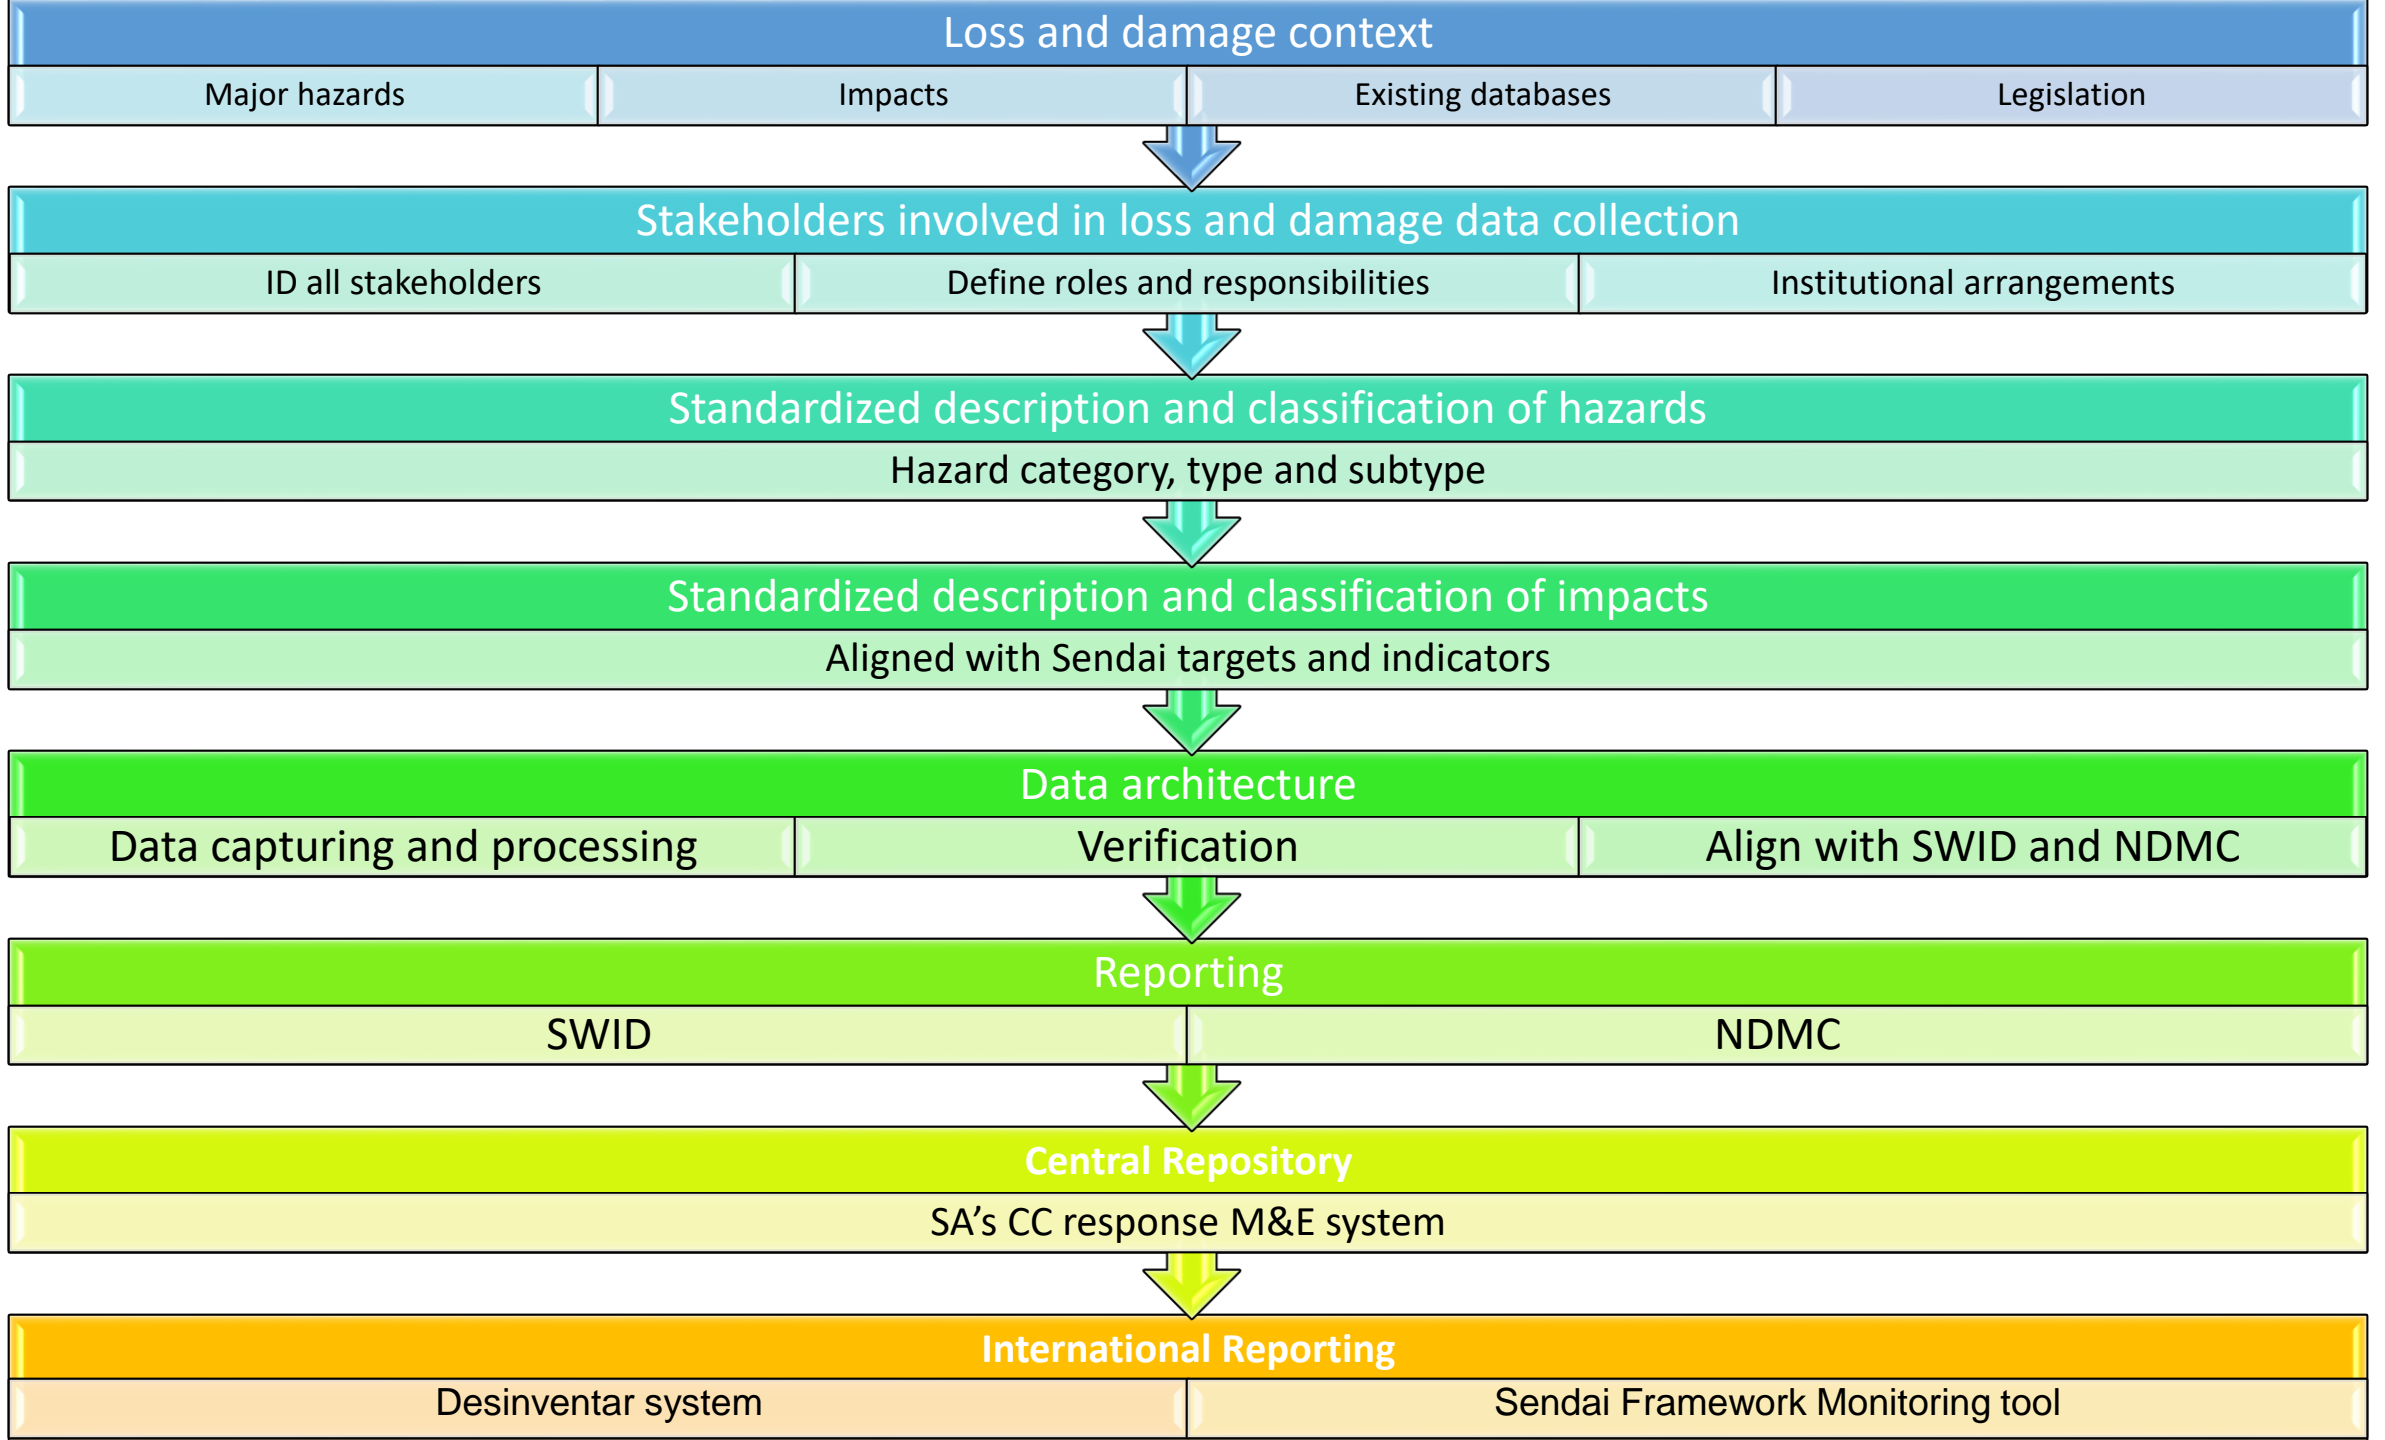 Loss and damage context
Major hazards
Impacts
Existing databases
Legislation
Stakeholders involved in loss and damage data collection
ID all stakeholders
Define roles and responsibilities
Institutional arrangements
Standardized description and classification of hazards
Hazard category, type and subtype
Standardized description and classification of impacts
Aligned with Sendai targets and indicators
Data architecture
Data capturing and processing
Verification
Align with SWID and NDMC
Reporting
SWID
NDMC
Central Repository
SA’s CC response M&E system
International Reporting
Desinventar system
Sendai Framework Monitoring tool